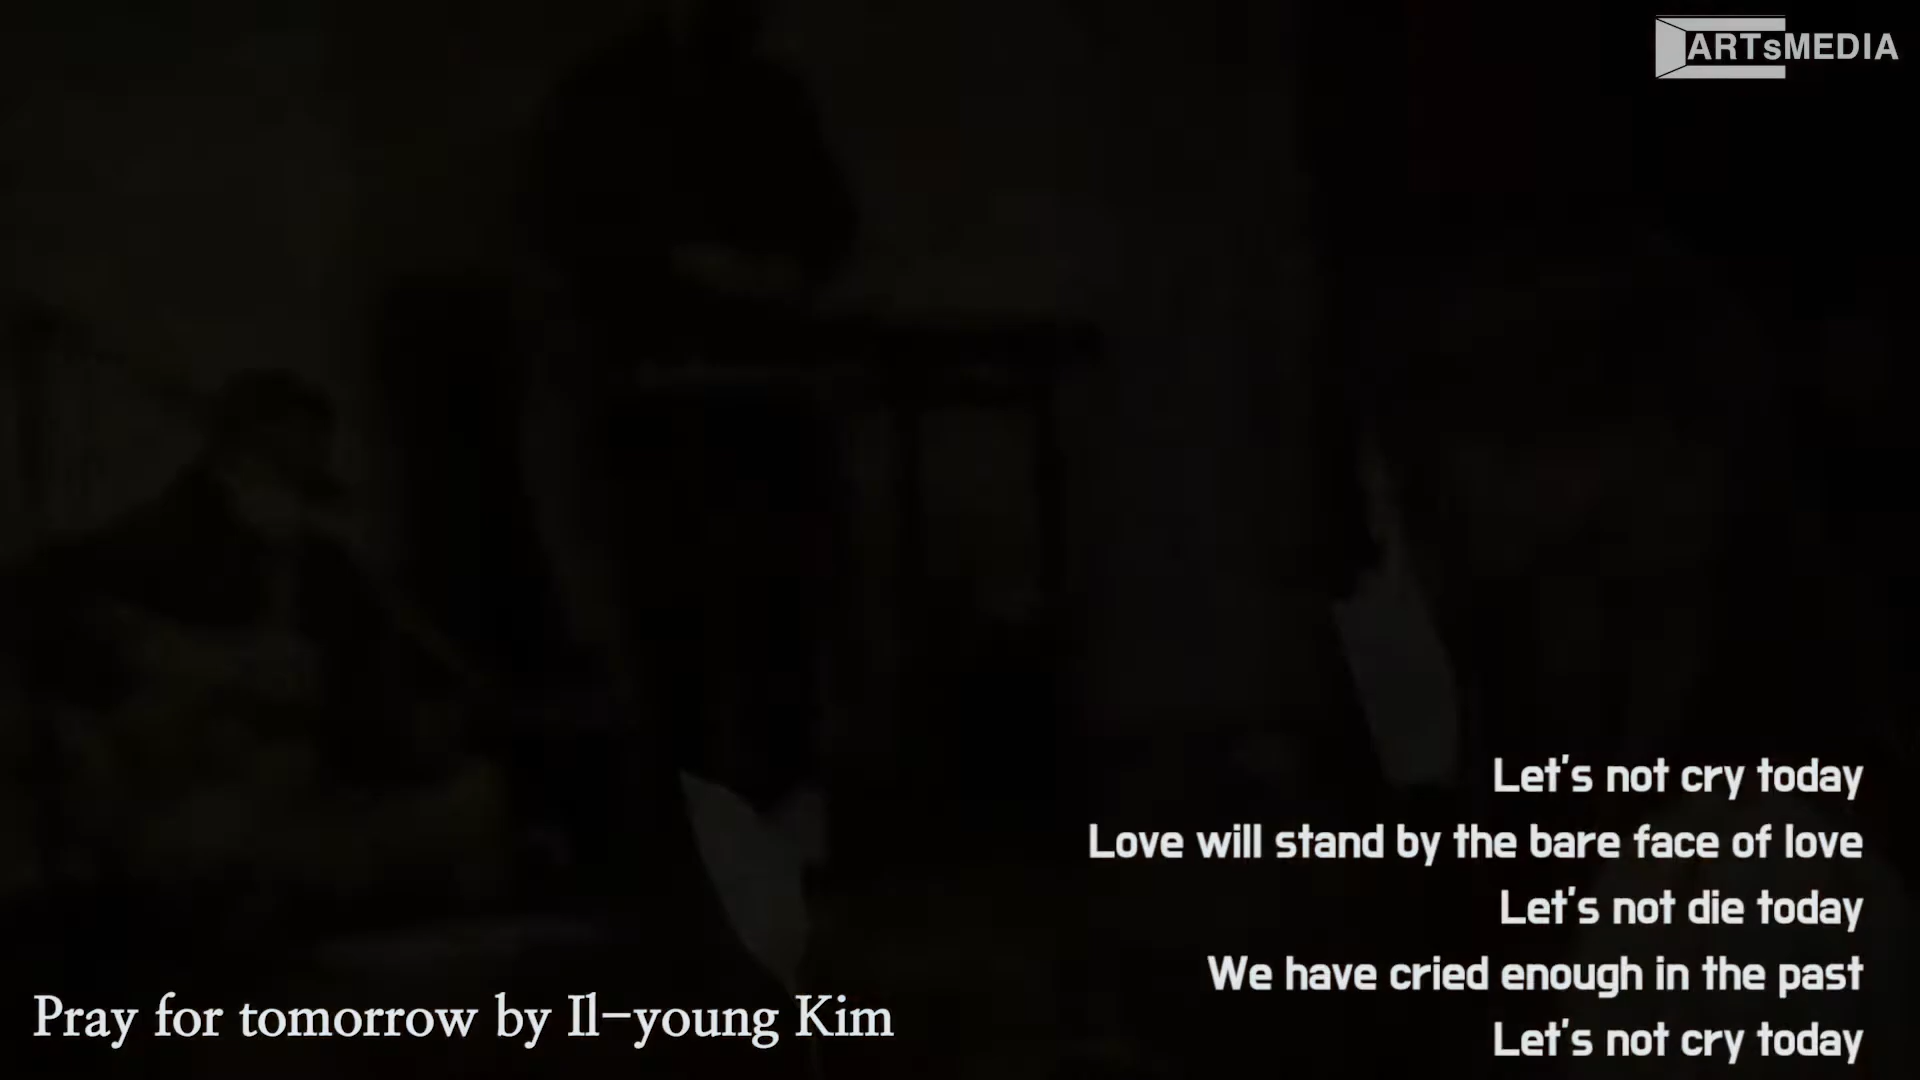 ARTsMEDIA
Let's not cry today
Love will stand by the bare face of love
Let's not die today
We have cried enough in the past
Let's not cry today
Pray for tomorrow by Il-young Kim